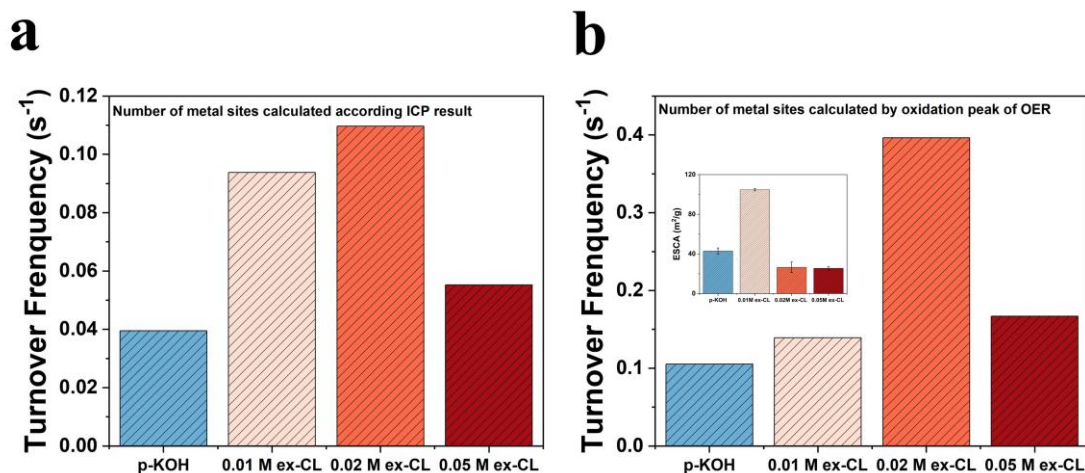 a
Turnover Frenquency (s⁻¹)
Number of metal sites calculated according ICP result
0.12
0.10
0.08
0.06
0.04
0.02
0.00
p-KOH 0.01 M ex-CL 0.02 M ex-CL 0.05 M ex-CL
b
Turnover Frenquency (s⁻¹)
Number of metal sites calculated by oxidation peak of OER
0.4
0.3
0.2
0.1
0.0
ESCA (m²/g)
120
80
40
0
p-KOH 0.01M ex-CL 0.02M ex-CL 0.05M ex-CL
p-KOH 0.01 M ex-CL 0.02 M ex-CL 0.05 M ex-CL